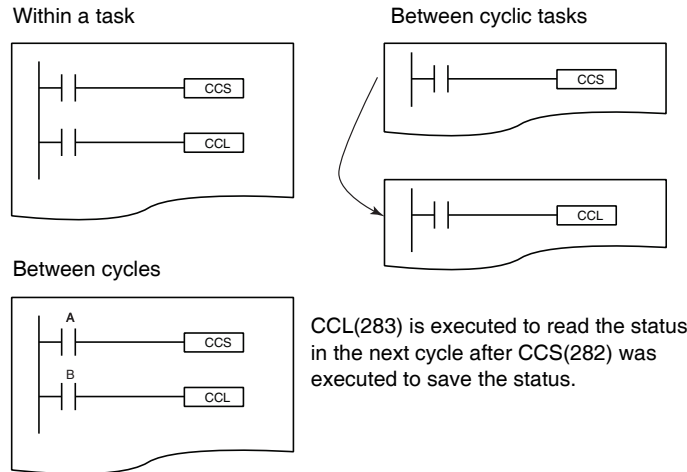 Within a task
CCS
CCL
Between cyclic tasks
CCS
CCL
Between cycles
A
CCS
B
CCL
CCL(283) is executed to read the status
in the next cycle after CCS(282) was
executed to save the status.